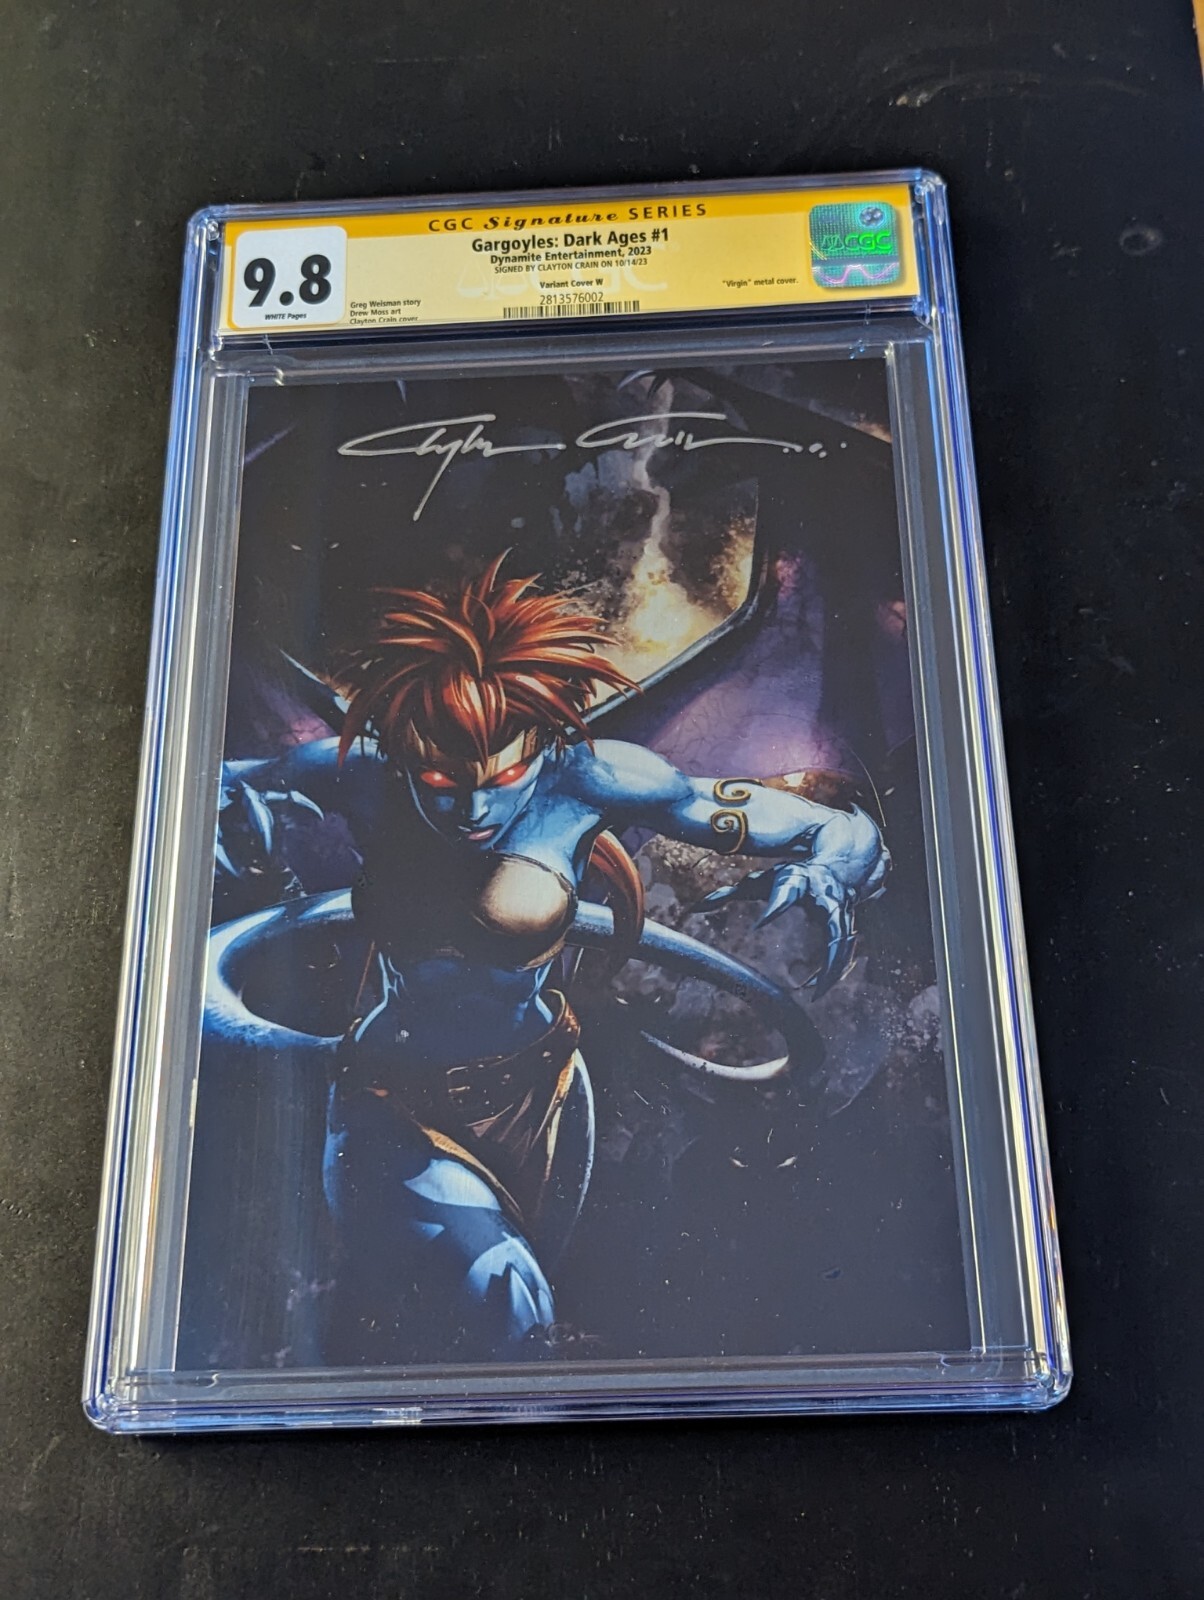 CGC Signature SERIES
Gargoyles: Dark Ages #1
Dynamite Entertainment, 2023
SIGNED BY CLAYTON CRAIN ON 10/14/23
9.8
WHITE Pages
Variant Cover W
"Virgin" metal cover.
2813576002
Greg Weisman story
Drew Moss art
Clayton Crain cover
CGC
Clayton Crain